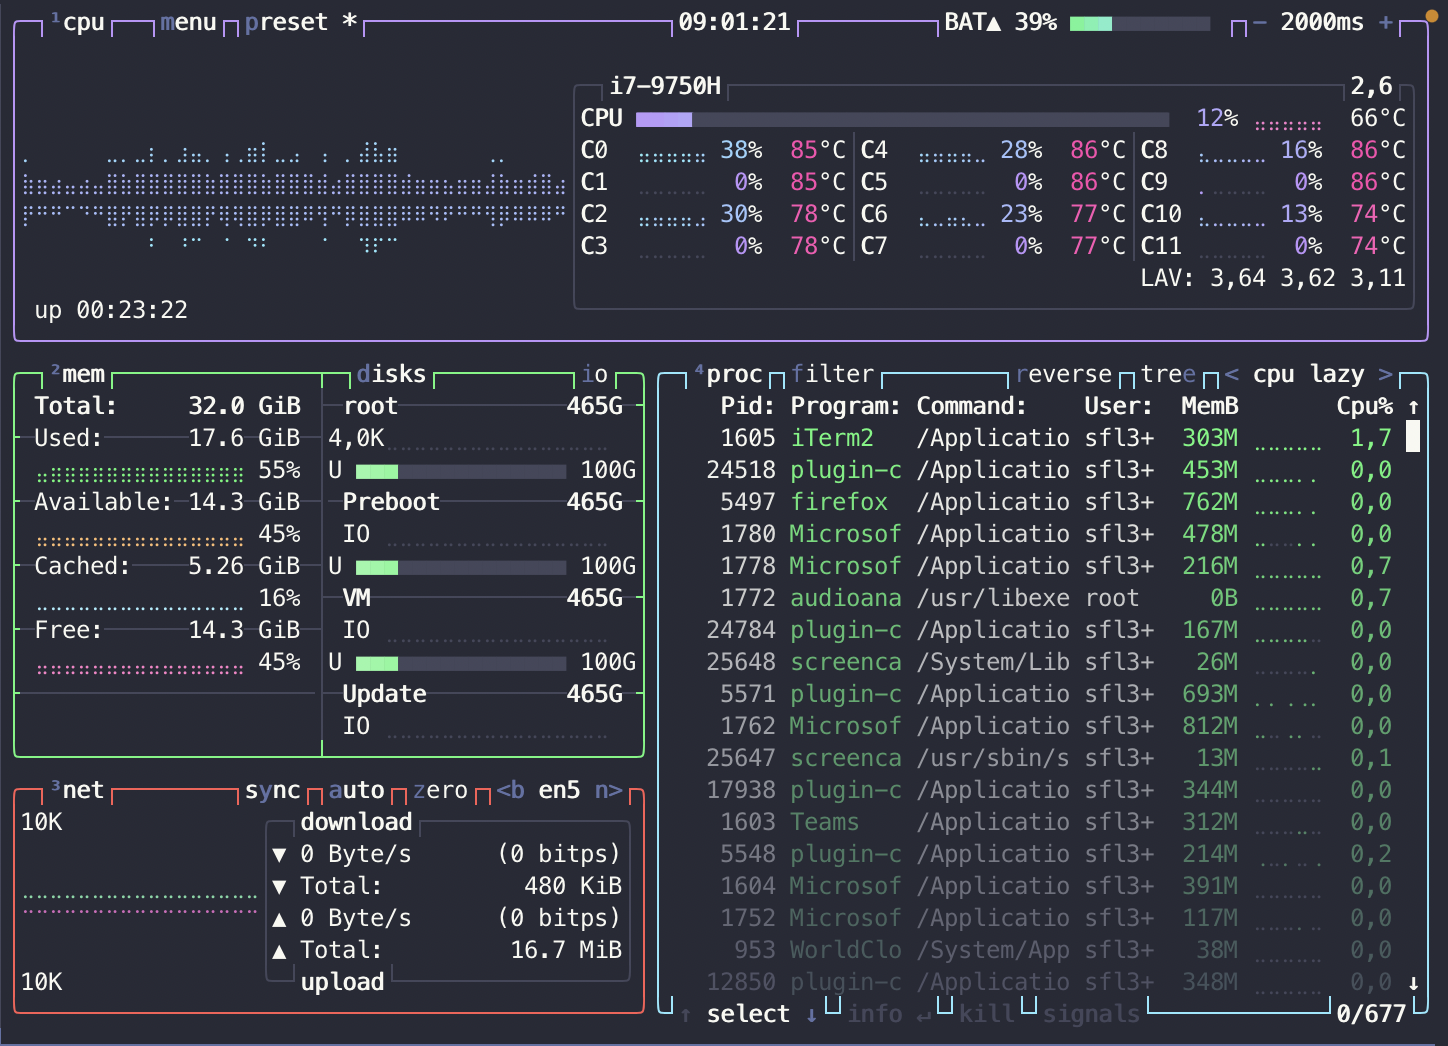 ¹cpu menu preset * 09:01:21 BAT▲ 39% - 2000ms +
i7-9750H 2,6
CPU 12% 66°C
C0 38% 85°C C4 28% 86°C C8 16% 86°C
C1 0% 85°C C5 0% 86°C C9 0% 86°C
C2 30% 78°C C6 23% 77°C C10 13% 74°C
C3 0% 78°C C7 0% 77°C C11 0% 74°C
LAV: 3,64 3,62 3,11
up 00:23:22
²mem disks io
Total: 32.0 GiB root 465G
Used: 17.6 GiB 4,0K
55% U 100G
Available: 14.3 GiB Preboot 465G
45% IO
Cached: 5.26 GiB U 100G
16% VM 465G
Free: 14.3 GiB IO
45% U 100G
Update 465G
IO
³net sync auto zero <b en5 n>
10K download
▼ 0 Byte/s (0 bitps)
▼ Total: 480 KiB
▲ 0 Byte/s (0 bitps)
▲ Total: 16.7 MiB
10K upload
⁴proc filter reverse tree < cpu lazy >
Pid: Program: Command: User: MemB Cpu% ↑
1605 iTerm2 /Applicatio sfl3+ 303M 1,7
24518 plugin-c /Applicatio sfl3+ 453M 0,0
5497 firefox /Applicatio sfl3+ 762M 0,0
1780 Microsof /Applicatio sfl3+ 478M 0,0
1778 Microsof /Applicatio sfl3+ 216M 0,7
1772 audioana /usr/libexe root 0B 0,7
24784 plugin-c /Applicatio sfl3+ 167M 0,0
25648 screenca /System/Lib sfl3+ 26M 0,0
5571 plugin-c /Applicatio sfl3+ 693M 0,0
1762 Microsof /Applicatio sfl3+ 812M 0,0
25647 screenca /usr/sbin/s sfl3+ 13M 0,1
17938 plugin-c /Applicatio sfl3+ 344M 0,0
1603 Teams /Applicatio sfl3+ 312M 0,0
5548 plugin-c /Applicatio sfl3+ 214M 0,2
1604 Microsof /Applicatio sfl3+ 391M 0,0
1752 Microsof /Applicatio sfl3+ 117M 0,0
953 WorldClo /System/App sfl3+ 38M 0,0
12850 plugin-c /Applicatio sfl3+ 348M 0,0 ↓
↑ select ↓ info ↵ kill signals 0/677